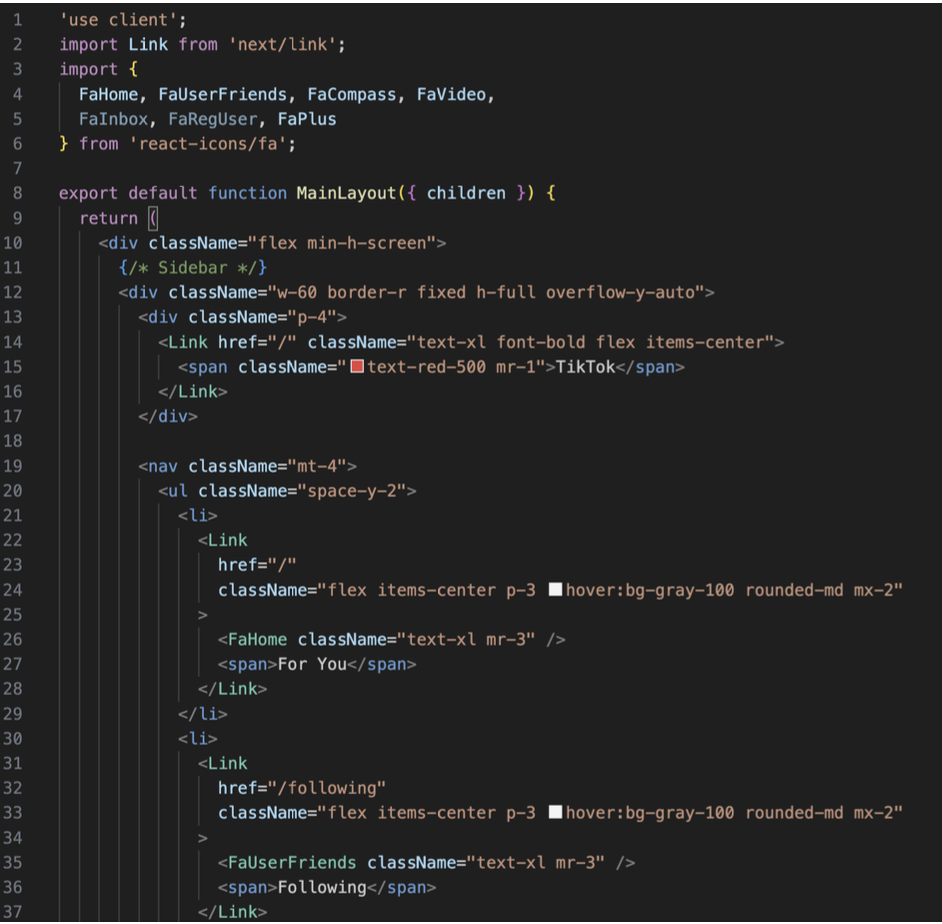 1 'use client';
2 import Link from 'next/link';
3 import {
4   FaHome, FaUserFriends, FaCompass, FaVideo,
5   FaInbox, FaRegUser, FaPlus
6 } from 'react-icons/fa';
7
8 export default function MainLayout({ children }) {
9   return (
10     <div className="flex min-h-screen">
11       {/* Sidebar */}
12       <div className="w-60 border-r fixed h-full overflow-y-auto">
13         <div className="p-4">
14           <Link href="/" className="text-xl font-bold flex items-center">
15             <span className="text-red-500 mr-1">TikTok</span>
16           </Link>
17         </div>
18
19         <nav className="mt-4">
20           <ul className="space-y-2">
21             <li>
22               <Link
23                 href="/"
24                 className="flex items-center p-3 hover:bg-gray-100 rounded-md mx-2"
25               >
26                 <FaHome className="text-xl mr-3" />
27                 <span>For You</span>
28               </Link>
29             </li>
30             <li>
31               <Link
32                 href="/following"
33                 className="flex items-center p-3 hover:bg-gray-100 rounded-md mx-2"
34               >
35                 <FaUserFriends className="text-xl mr-3" />
36                 <span>Following</span>
37               </Link>